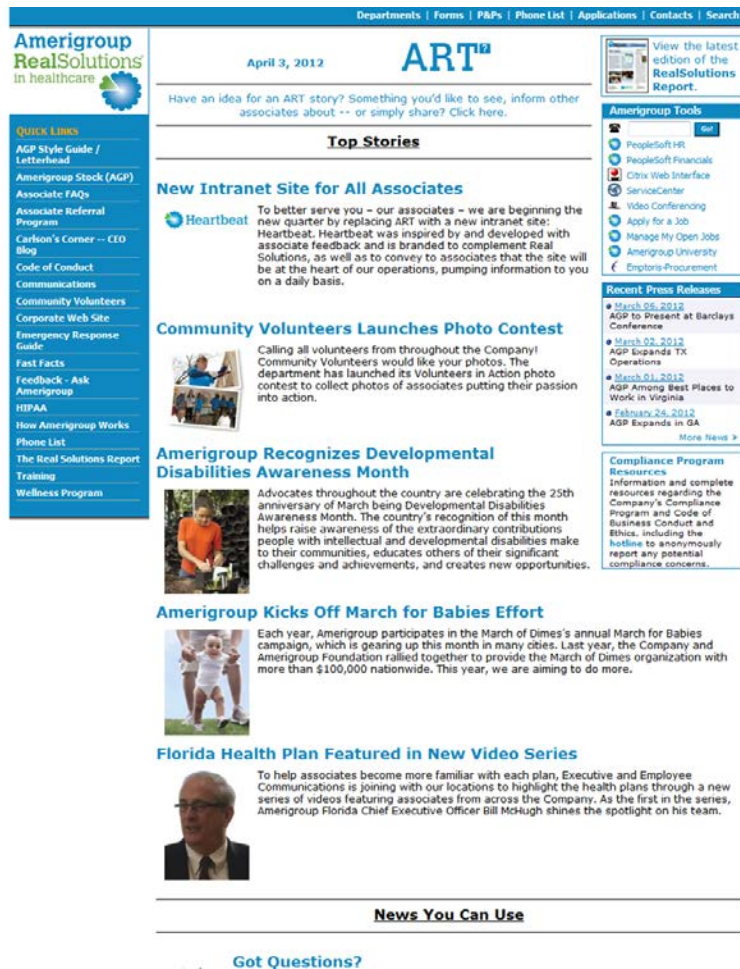 Departments | Forms | P&Ps | Phone List | Applications | Contacts | Search
Amerigroup
RealSolutions
in healthcare
QUICK LINKS
AGP Style Guide /
Letterhead
Amerigroup Stock (AGP)
Associate FAQs
Associate Referral
Program
Carlson's Corner -- CEO
Blog
Code of Conduct
Communications
Community Volunteers
Corporate Web Site
Emergency Response
Guide
Fast Facts
Feedback - Ask
Amerigroup
HIPAA
How Amerigroup Works
Phone List
The Real Solutions Report
Training
Wellness Program
April 3, 2012
ART
Have an idea for an ART story? Something you'd like to see, inform other
associates about -- or simply share? Click here.
Top Stories
New Intranet Site for All Associates
Heartbeat
To better serve you – our associates – we are beginning the
new quarter by replacing ART with a new intranet site:
Heartbeat. Heartbeat was inspired by and developed with
associate feedback and is branded to complement Real
Solutions, as well as to convey to associates that the site will
be at the heart of our operations, pumping information to you
on a daily basis.
Community Volunteers Launches Photo Contest
Calling all volunteers from throughout the Company!
Community Volunteers would like your photos. The
department has launched its Volunteers in Action photo
contest to collect photos of associates putting their passion
into action.
Amerigroup Recognizes Developmental
Disabilities Awareness Month
Advocates throughout the country are celebrating the 25th
anniversary of March being Developmental Disabilities
Awareness Month. The country's recognition of this month
helps raise awareness of the extraordinary contributions
people with intellectual and developmental disabilities make
to their communities, educates others of their significant
challenges and achievements, and creates new opportunities.
Amerigroup Kicks Off March for Babies Effort
Each year, Amerigroup participates in the March of Dimes's annual March for Babies
campaign, which is gearing up this month in many cities. Last year, the Company and
Amerigroup Foundation rallied together to provide the March of Dimes organization with
more than $100,000 nationwide. This year, we are aiming to do more.
Florida Health Plan Featured in New Video Series
To help associates become more familiar with each plan, Executive and Employee
Communications is joining with our locations to highlight the health plans through a new
series of videos featuring associates from across the Company. As the first in the series,
Amerigroup Florida Chief Executive Officer Bill McHugh shines the spotlight on his team.
News You Can Use
Got Questions?
View the latest
edition of the
RealSolutions
Report.
Amerigroup Tools
Go!
PeopleSoft HR
PeopleSoft Financials
Citrix Web Interface
ServiceCenter
Video Conferencing
Apply for a Job
Manage My Open Jobs
Amerigroup University
Emptoris-Procurement
Recent Press Releases
March 06, 2012
AGP to Present at Barclays
Conference
March 02, 2012
AGP Expands TX
Operations
March 01, 2012
AGP Among Best Places to
Work in Virginia
February 24, 2012
AGP Expands in GA
More News
Compliance Program
Resources
Information and complete
resources regarding the
Company's Compliance
Program and Code of
Business Conduct and
Ethics, including the
hotline to anonymously
report any potential
compliance concerns.